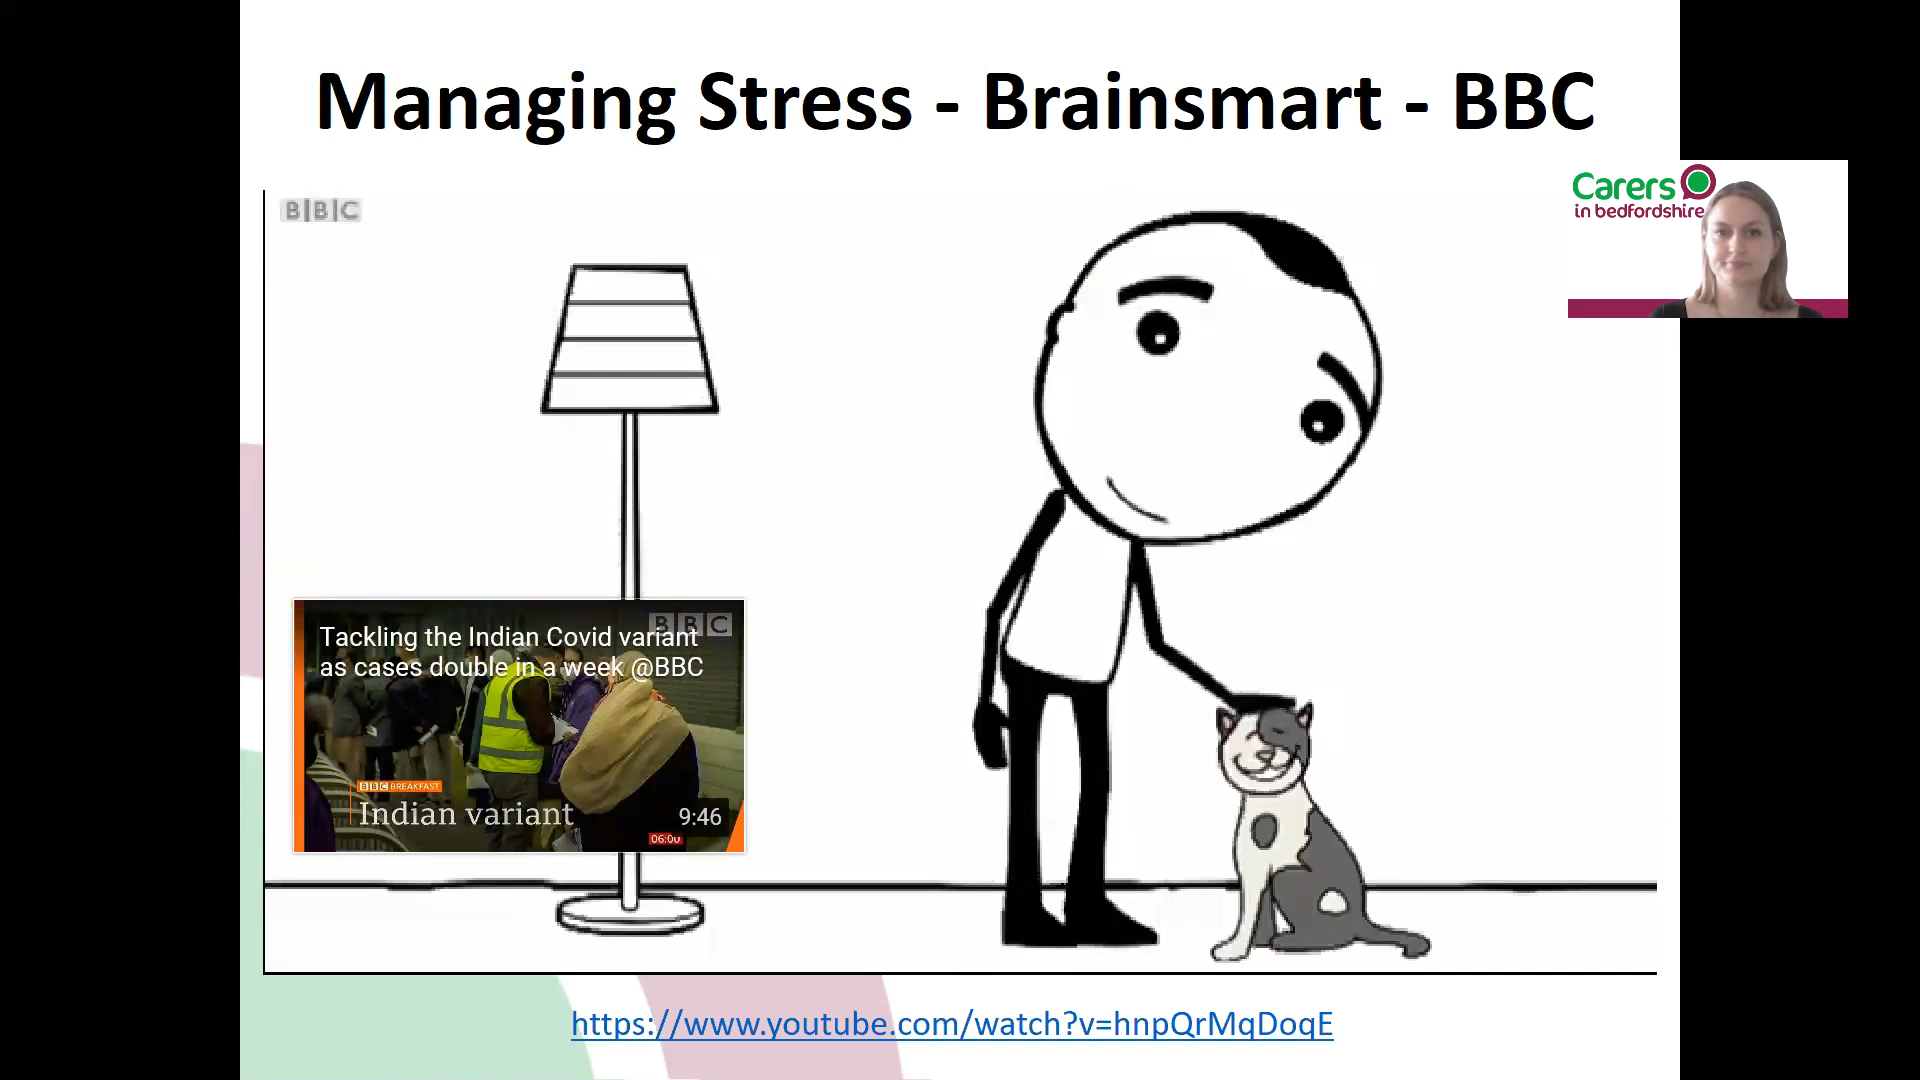 Managing Stress - Brainsmart - BBC
Carers
in bedfordshire
BBC
BBC
Tackling the Indian Covid variant
as cases double in a week @BBC
BBC BREAKFAST
Indian variant
9:46
06:00
https://www.youtube.com/watch?v=hnpQrMqDoqE